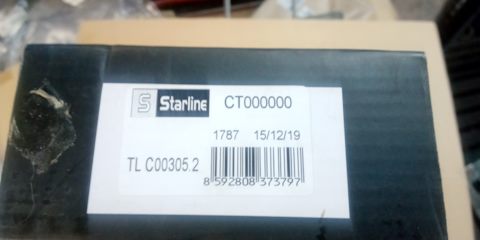 S Starline CT000000
1787 15/12/19
TL C00305.2
8 592808 373797